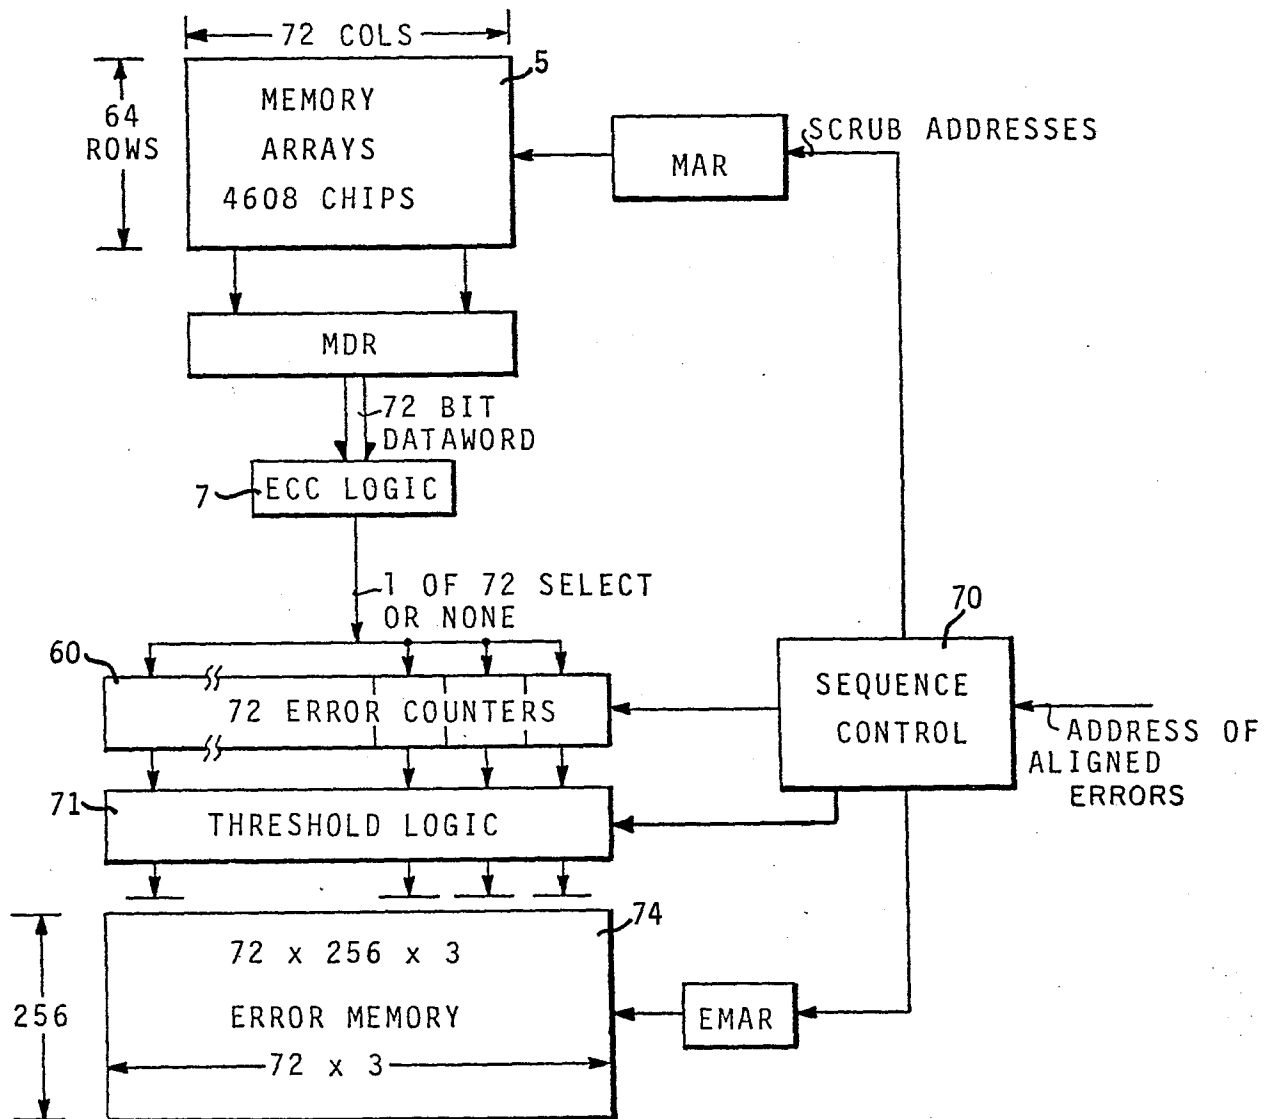 72 COLS
5
64
ROWS
MEMORY
ARRAYS
4608 CHIPS
MAR
SCRUB ADDRESSES
MDR
72 BIT
DATAWORD
7
ECC LOGIC
1 OF 72 SELECT
OR NONE
60
72 ERROR COUNTERS
70
SEQUENCE
CONTROL
ADDRESS OF
ALIGNED
ERRORS
71
THRESHOLD LOGIC
74
256
72 x 256 x 3
ERROR MEMORY
72 x 3
EMAR